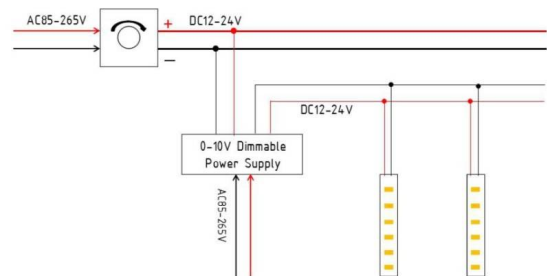 AC85-265V
+
DC12-24V
−
DC12-24V
0-10V Dimmable
Power Supply
AC85-265V